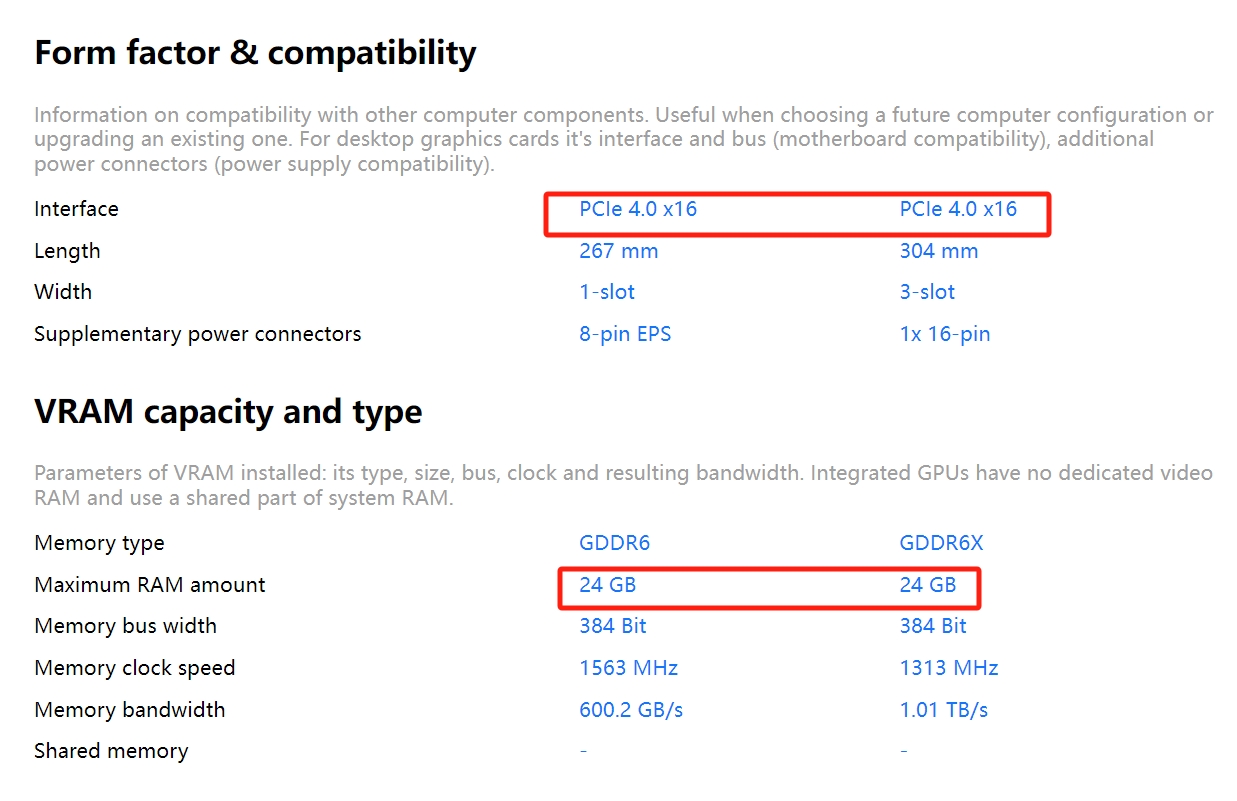 Form factor & compatibility
Information on compatibility with other computer components. Useful when choosing a future computer configuration or
upgrading an existing one. For desktop graphics cards it's interface and bus (motherboard compatibility), additional
power connectors (power supply compatibility).
Interface PCIe 4.0 x16 PCIe 4.0 x16
Length 267 mm 304 mm
Width 1-slot 3-slot
Supplementary power connectors 8-pin EPS 1x 16-pin
VRAM capacity and type
Parameters of VRAM installed: its type, size, bus, clock and resulting bandwidth. Integrated GPUs have no dedicated video
RAM and use a shared part of system RAM.
Memory type GDDR6 GDDR6X
Maximum RAM amount 24 GB 24 GB
Memory bus width 384 Bit 384 Bit
Memory clock speed 1563 MHz 1313 MHz
Memory bandwidth 600.2 GB/s 1.01 TB/s
Shared memory - -